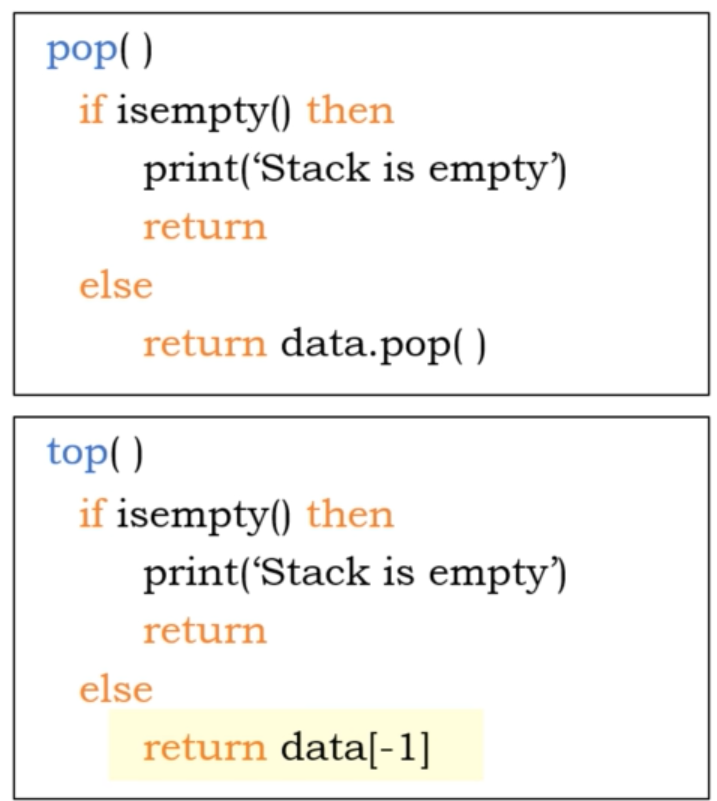 pop( )
if isempty() then
print(‘Stack is empty’)
return
else
return data.pop( )
top( )
if isempty() then
print(‘Stack is empty’)
return
else
return data[-1]